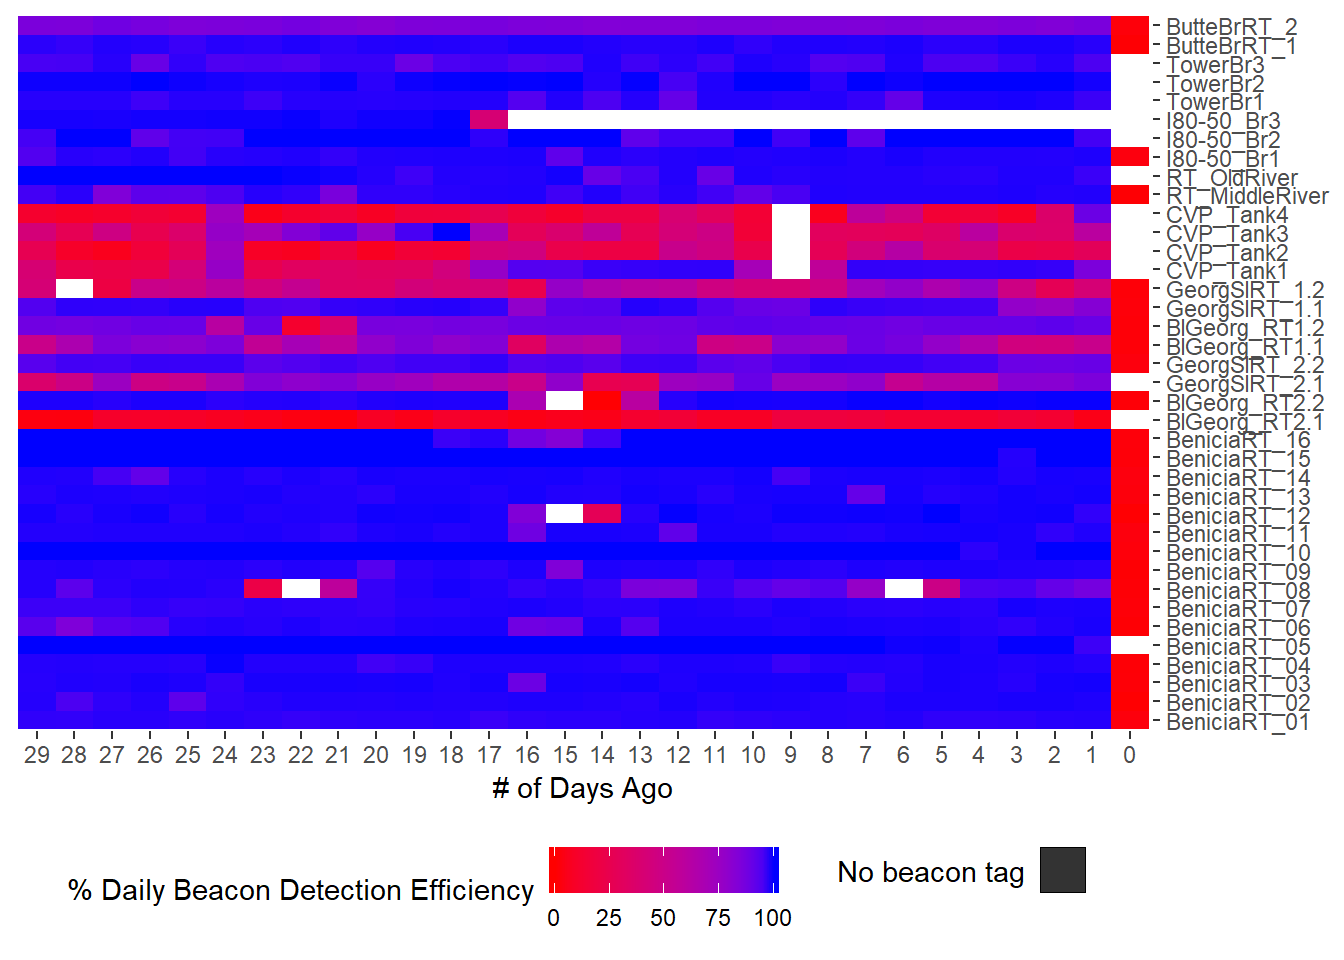 ButteBrRT_2
ButteBrRT_1
TowerBr3
TowerBr2
TowerBr1
I80-50_Br3
I80-50_Br2
I80-50_Br1
RT_OldRiver
RT_MiddleRiver
CVP_Tank4
CVP_Tank3
CVP_Tank2
CVP_Tank1
GeorgSlRT_1.2
GeorgSlRT_1.1
BlGeorg_RT1.2
BlGeorg_RT1.1
GeorgSlRT_2.2
GeorgSlRT_2.1
BlGeorg_RT2.2
BlGeorg_RT2.1
BeniciaRT_16
BeniciaRT_15
BeniciaRT_14
BeniciaRT_13
BeniciaRT_12
BeniciaRT_11
BeniciaRT_10
BeniciaRT_09
BeniciaRT_08
BeniciaRT_07
BeniciaRT_06
BeniciaRT_05
BeniciaRT_04
BeniciaRT_03
BeniciaRT_02
BeniciaRT_01
29 28 27 26 25 24 23 22 21 20 19 18 17 16 15 14 13 12 11 10 9 8 7 6 5 4 3 2 1 0
# of Days Ago
% Daily Beacon Detection Efficiency
0 25 50 75 100
No beacon tag